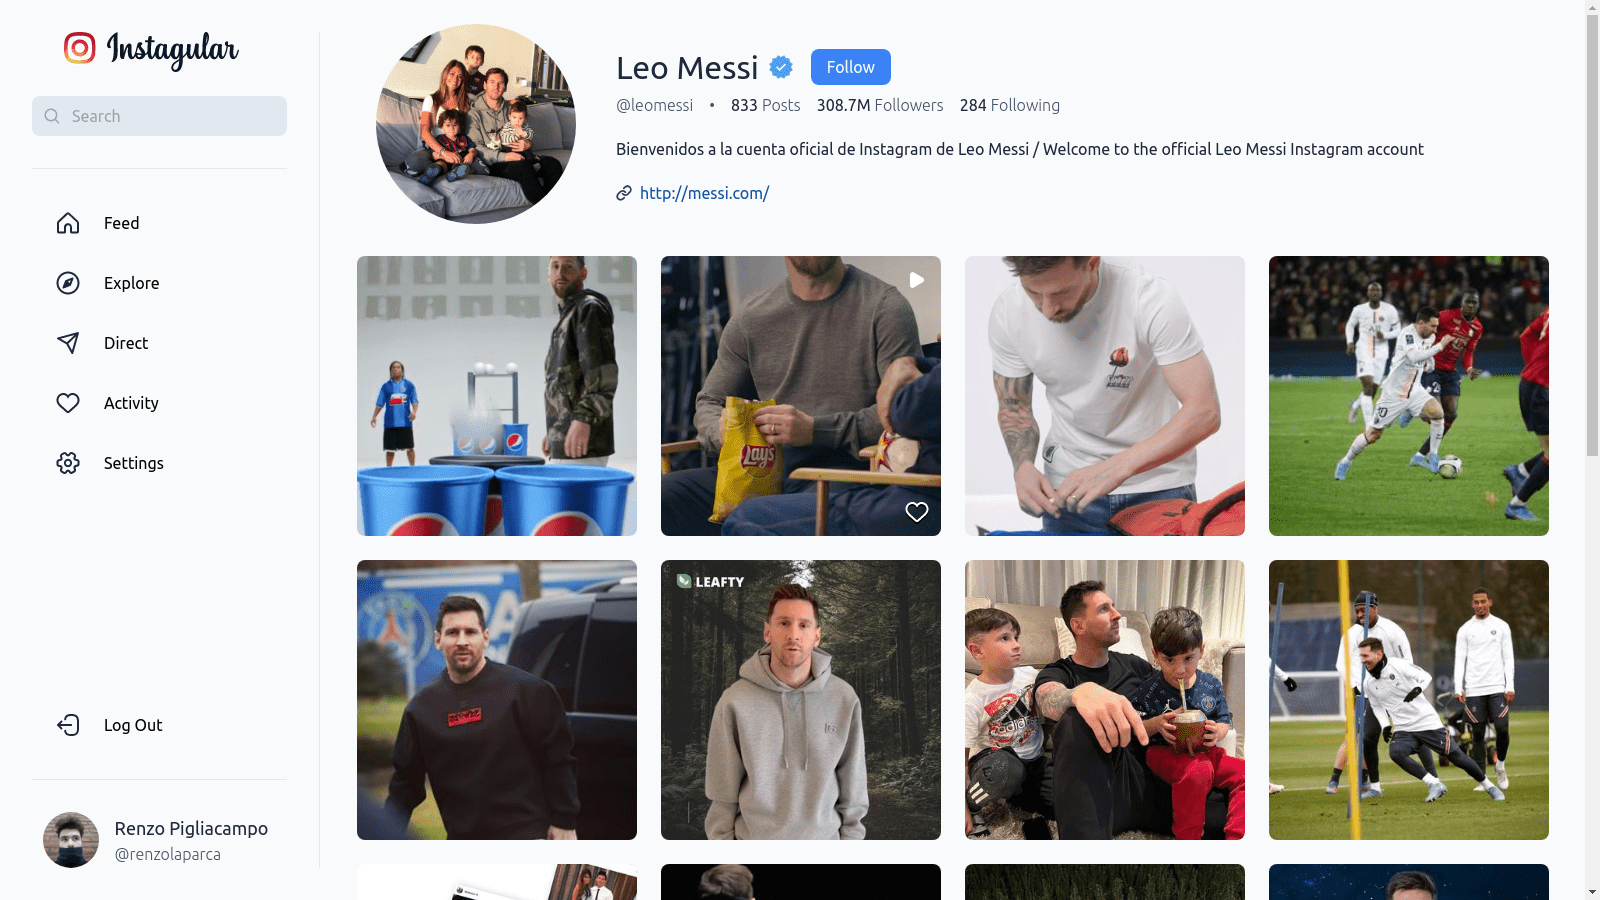 Instagular
Search
Feed
Explore
Direct
Activity
Settings
Log Out
Renzo Pigliacampo
@renzolaparca
Leo Messi
Follow
@leomessi • 833 Posts 308.7M Followers 284 Following
Bienvenidos a la cuenta oficial de Instagram de Leo Messi / Welcome to the official Leo Messi Instagram account
http://messi.com/
Lay's
LEAFTY
adidas